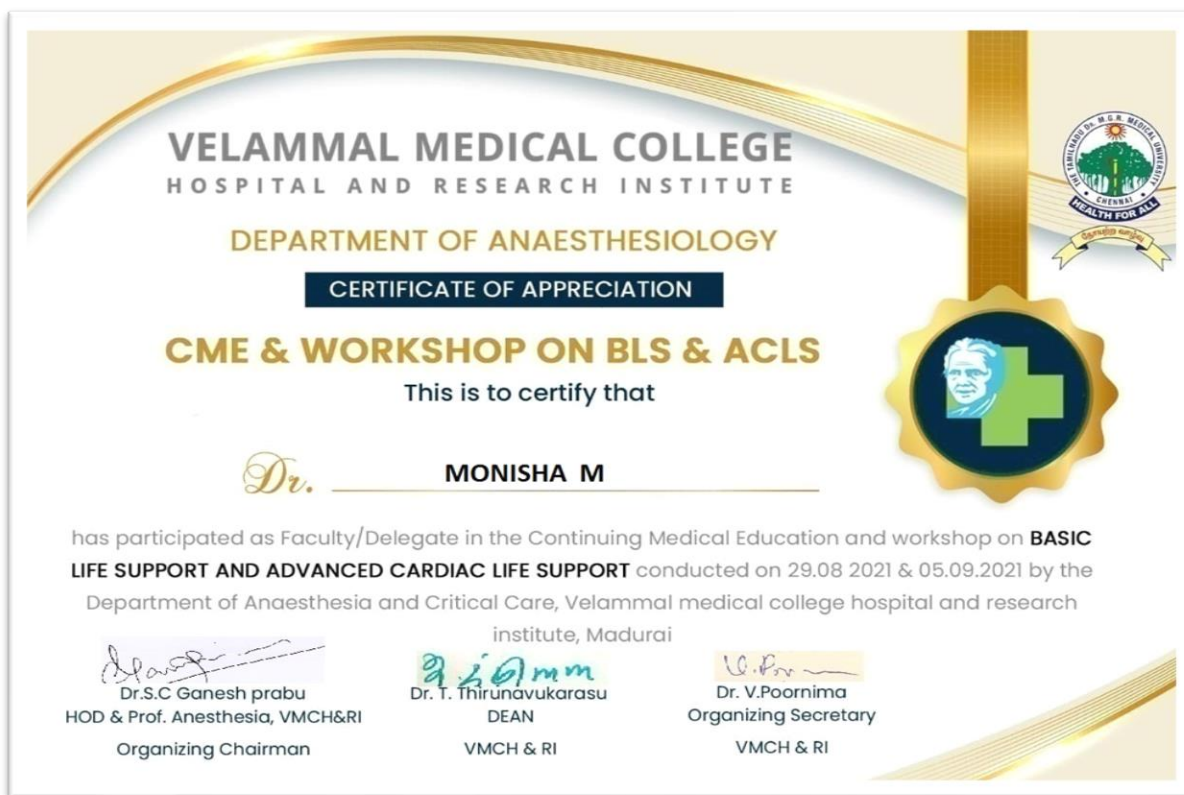 VELAMMAL MEDICAL COLLEGE
HOSPITAL AND RESEARCH INSTITUTE
THE TAMILNADU Dr. M.G.R. MEDICAL UNIVERSITY
CHENNAI
HEALTH FOR ALL
DEPARTMENT OF ANAESTHESIOLOGY
CERTIFICATE OF APPRECIATION
CME & WORKSHOP ON BLS & ACLS
This is to certify that
Dr. MONISHA M
has participated as Faculty/Delegate in the Continuing Medical Education and workshop on BASIC
LIFE SUPPORT AND ADVANCED CARDIAC LIFE SUPPORT conducted on 29.08 2021 & 05.09.2021 by the
Department of Anaesthesia and Critical Care, Velammal medical college hospital and research
institute, Madurai
Dr.S.C Ganesh prabu
HOD & Prof. Anesthesia, VMCH&RI
Organizing Chairman
Dr. T. Thirunavukarasu
DEAN
VMCH & RI
Dr. V.Poornima
Organizing Secretary
VMCH & RI